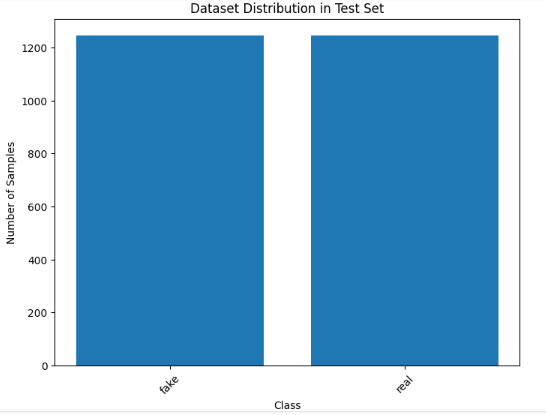 Dataset Distribution in Test Set
Number of Samples
1200
1000
800
600
400
200
0
fake
real
Class